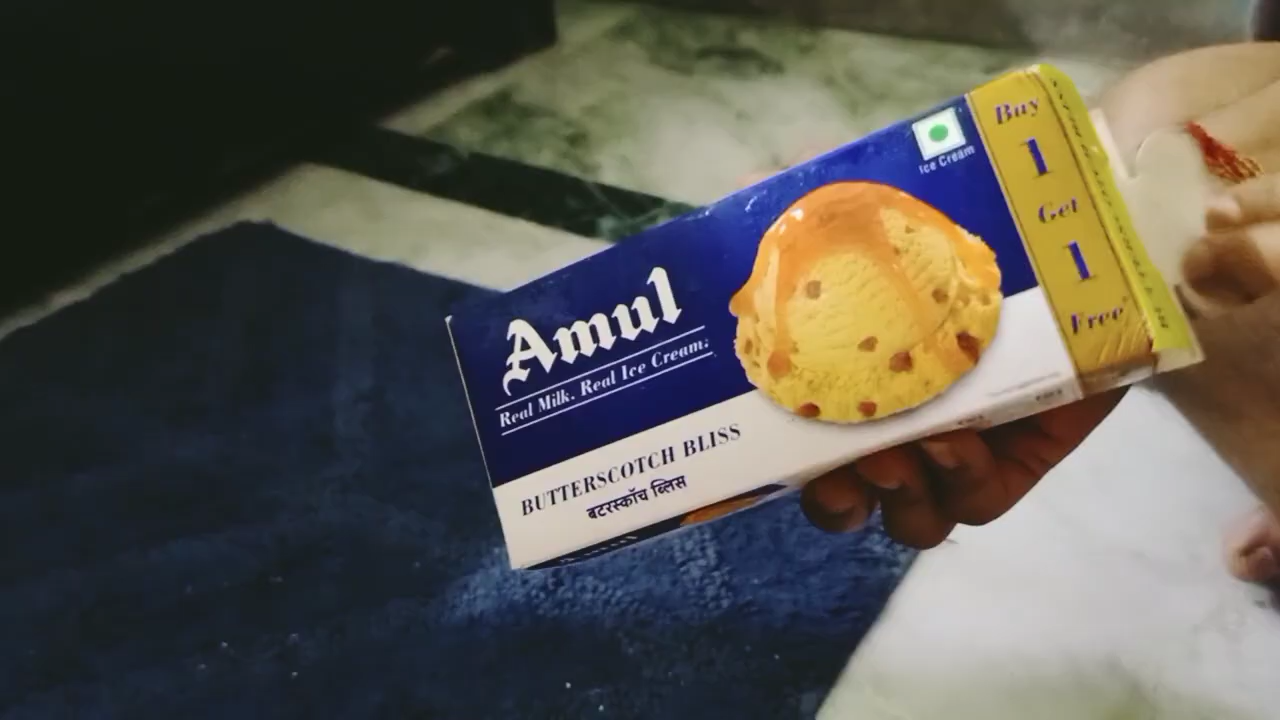 Amul
Real Milk. Real Ice Cream.
BUTTERSCOTCH BLISS
बटरस्कॉच ब्लिस
Ice Cream
Buy
1
Get
1
Free*